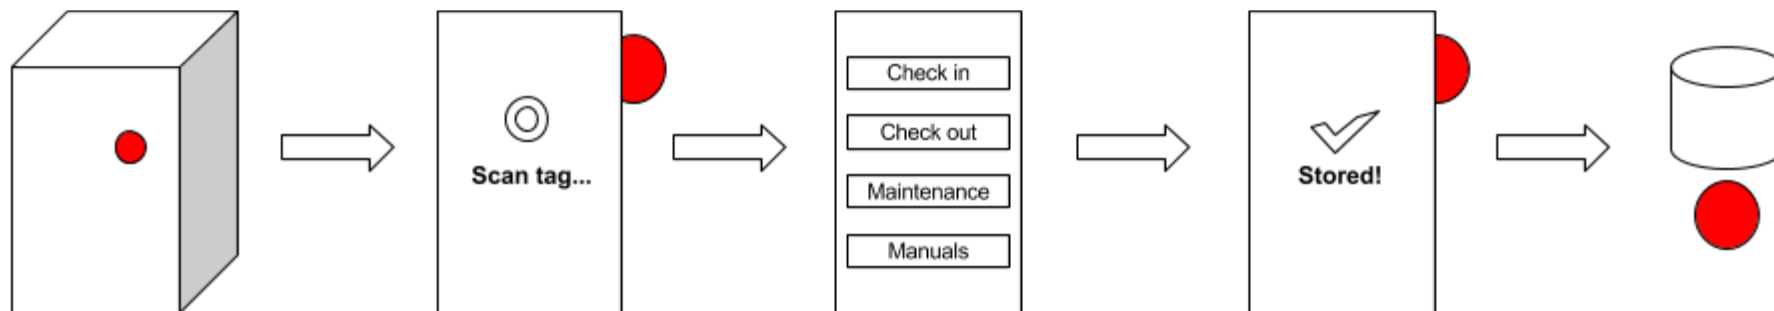 Scan tag...
Check in
Check out
Maintenance
Manuals
Stored!